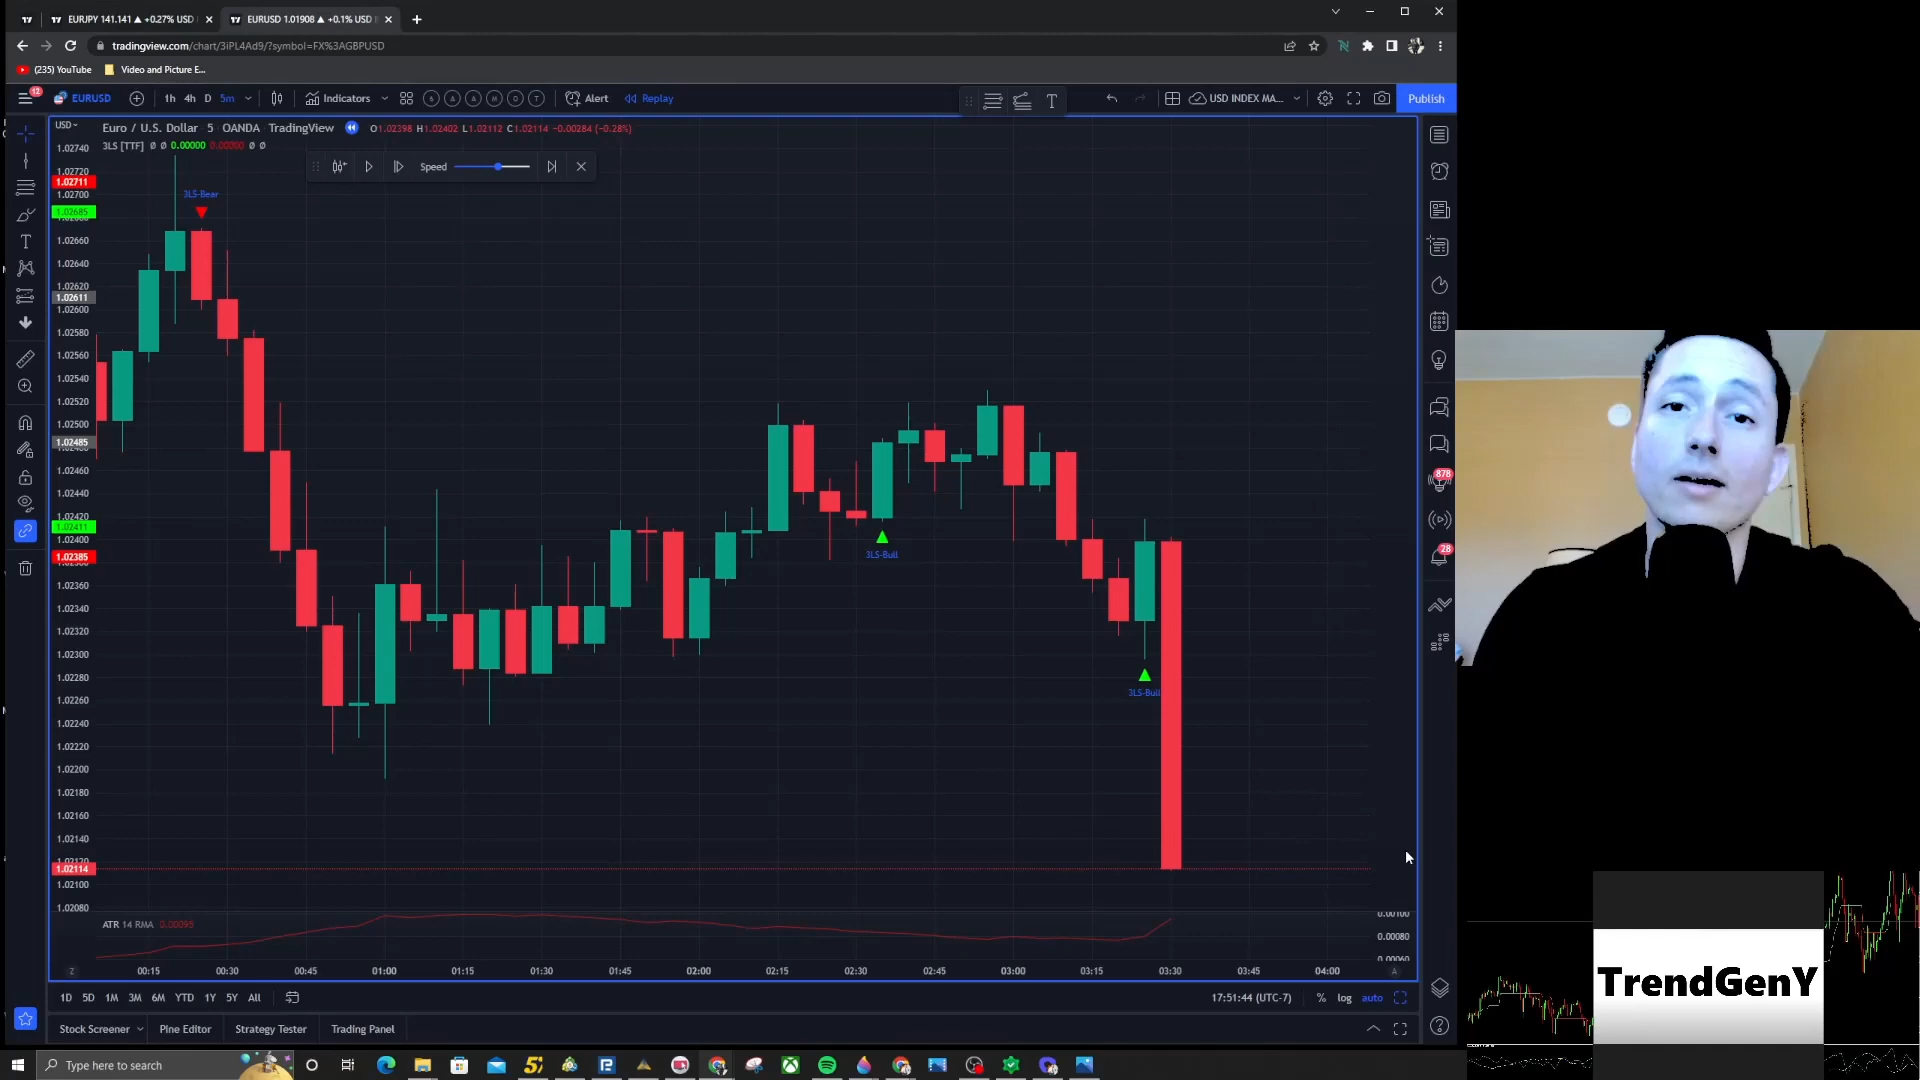 EURJPY 141.141 ▲ +0.27% USD
EURUSD 1.01908 ▲ +0.1% USD
tradingview.com/chart/3iPL4Ad9/?symbol=FX%3AGBPUSD
(235) YouTube
Video and Picture E...
12
EURUSD
1h 4h D 5m
Indicators
Alert
Replay
USD INDEX MA...
Publish
USD
Euro / U.S. Dollar · 5 · OANDA · TradingView
O1.02398 H1.02402 L1.02112 C1.02114 -0.00284 (-0.28%)
3LS [TTF] ø ø 0.00000 0.00000 ø ø
Speed
1.02740
1.02720
1.02711
1.02700
1.02685
1.02660
1.02640
1.02620
1.02611
1.02600
1.02580
1.02560
1.02540
1.02520
1.02500
1.02485
1.02460
1.02440
1.02420
1.02411
1.02400
1.02385
1.02360
1.02340
1.02320
1.02300
1.02280
1.02260
1.02240
1.02220
1.02200
1.02180
1.02160
1.02140
1.02114
1.02100
1.02080
3LS-Bear
3LS-Bull
3LS-Bull
878
28
ATR 14 RMA 0.00095
0.00100
0.00080
0.00060
Z 00:15 00:30 00:45 01:00 01:15 01:30 01:45 02:00 02:15 02:30 02:45 03:00 03:15 03:30 03:45 04:00 A
1D 5D 1M 3M 6M YTD 1Y 5Y All
17:51:44 (UTC-7)
% log auto
Stock Screener
Pine Editor
Strategy Tester
Trading Panel
Type here to search
TrendGenY